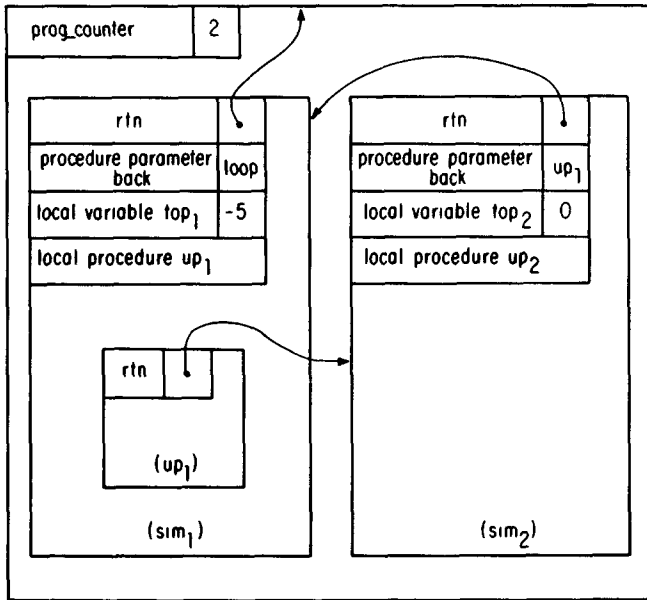 prog_counter 2
rtn
procedure parameter
back
loop
local variable top1
-5
local procedure up1
rtn
(up1)
(sim1)
rtn
procedure parameter
back
up1
local variable top2
0
local procedure up2
(sim2)